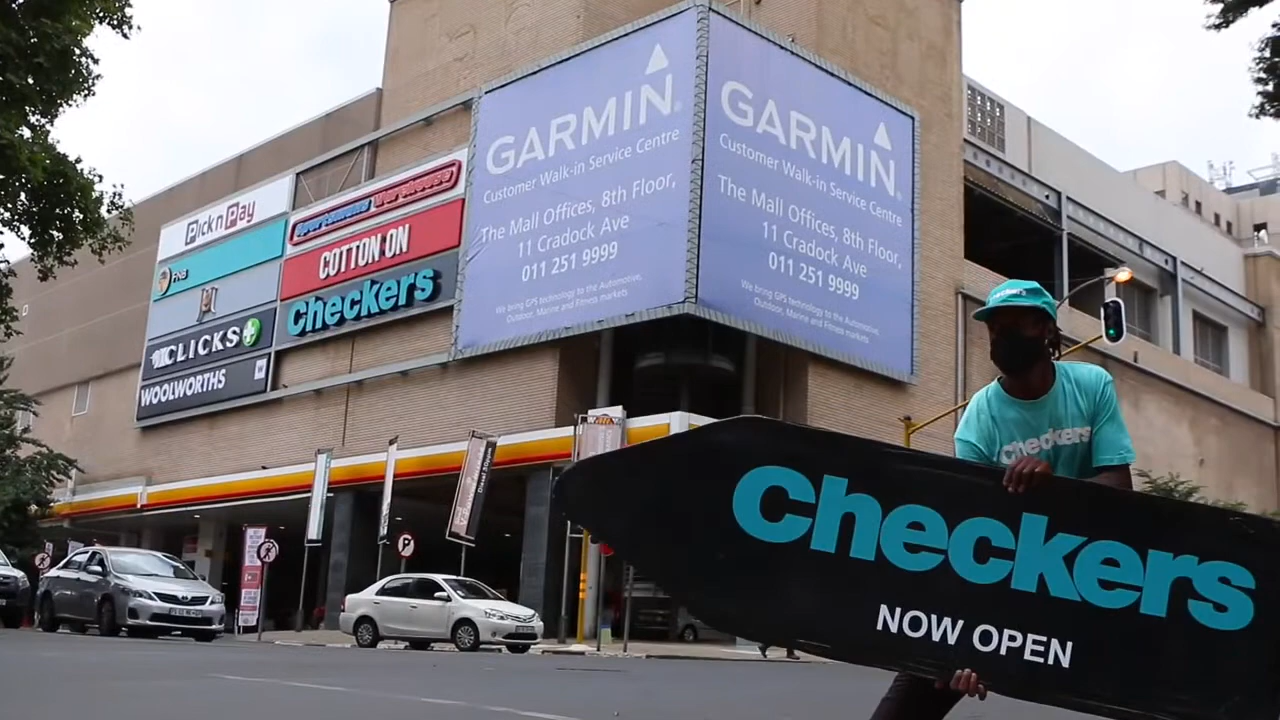 Pick n Pay
FNB
CLICKS
WOOLWORTHS
Sportsmans Warehouse
COTTON ON
Checkers
GARMIN
Customer Walk-in Service Centre
The Mall Offices, 8th Floor,
11 Cradock Ave
011 251 9999
We bring GPS technology to the Automotive,
Outdoor, Marine and Fitness markets
GARMIN
Customer Walk-in Service Centre
The Mall Offices, 8th Floor,
11 Cradock Ave
011 251 9999
We bring GPS technology to the Automotive,
Outdoor, Marine and Fitness markets
Checkers
Checkers
Checkers
NOW OPEN